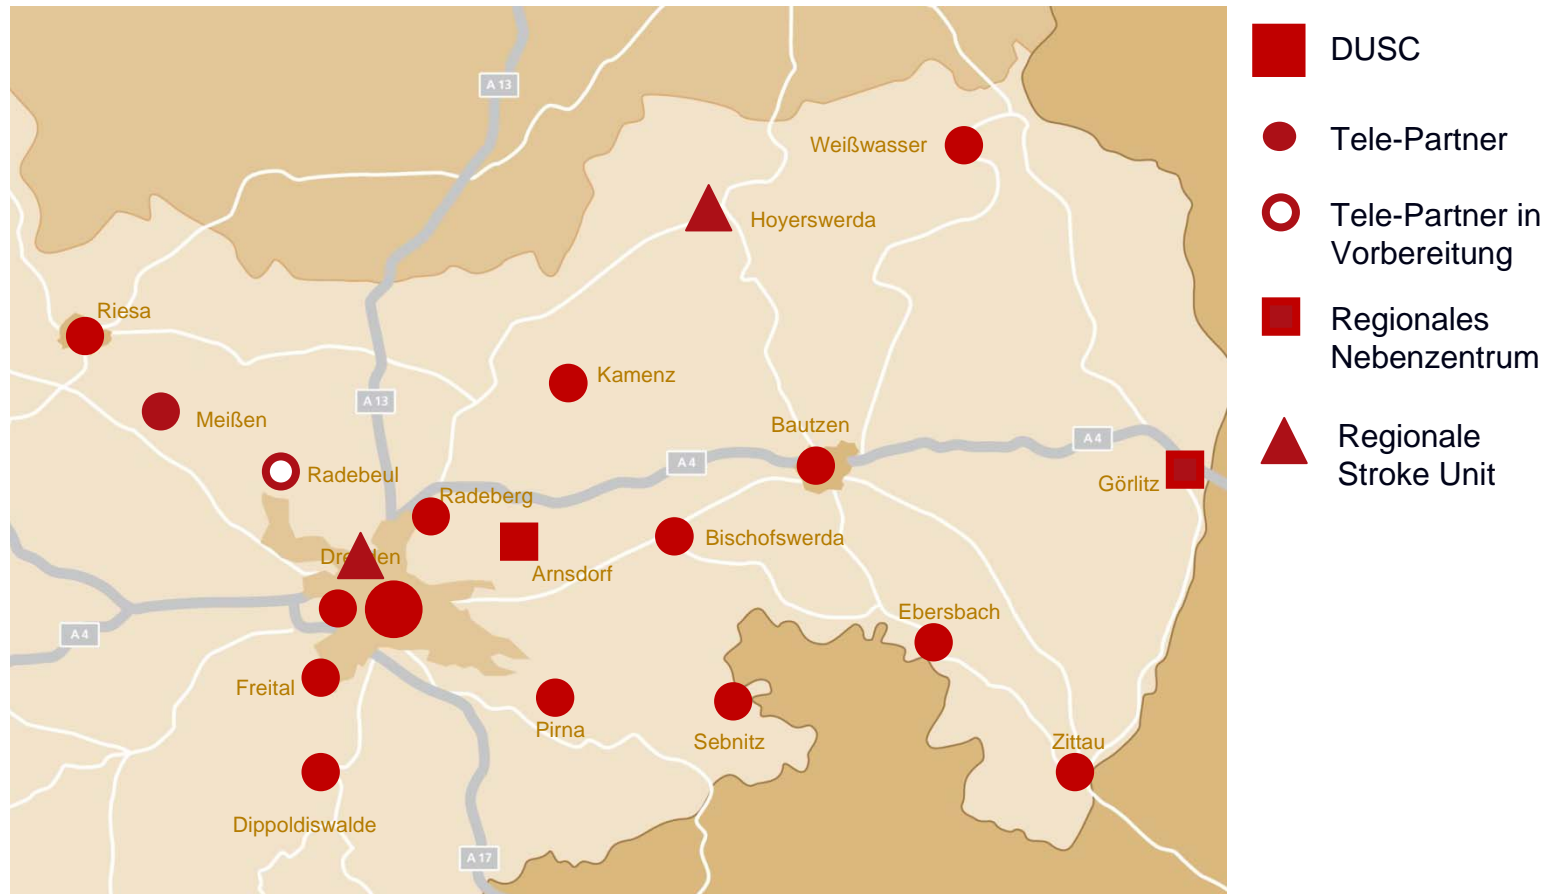 A 13
Weißwasser
Hoyerswerda
Riesa
Kamenz
A 13
Meißen
Bautzen
A 4
A 4
Radebeul
Görlitz
Radeberg
Bischofswerda
Dresden
Arnsdorf
Ebersbach
A 4
Freital
Pirna
Sebnitz
Zittau
Dippoldiswalde
A 17
DUSC
Tele-Partner
Tele-Partner in
Vorbereitung
Regionales
Nebenzentrum
Regionale
Stroke Unit